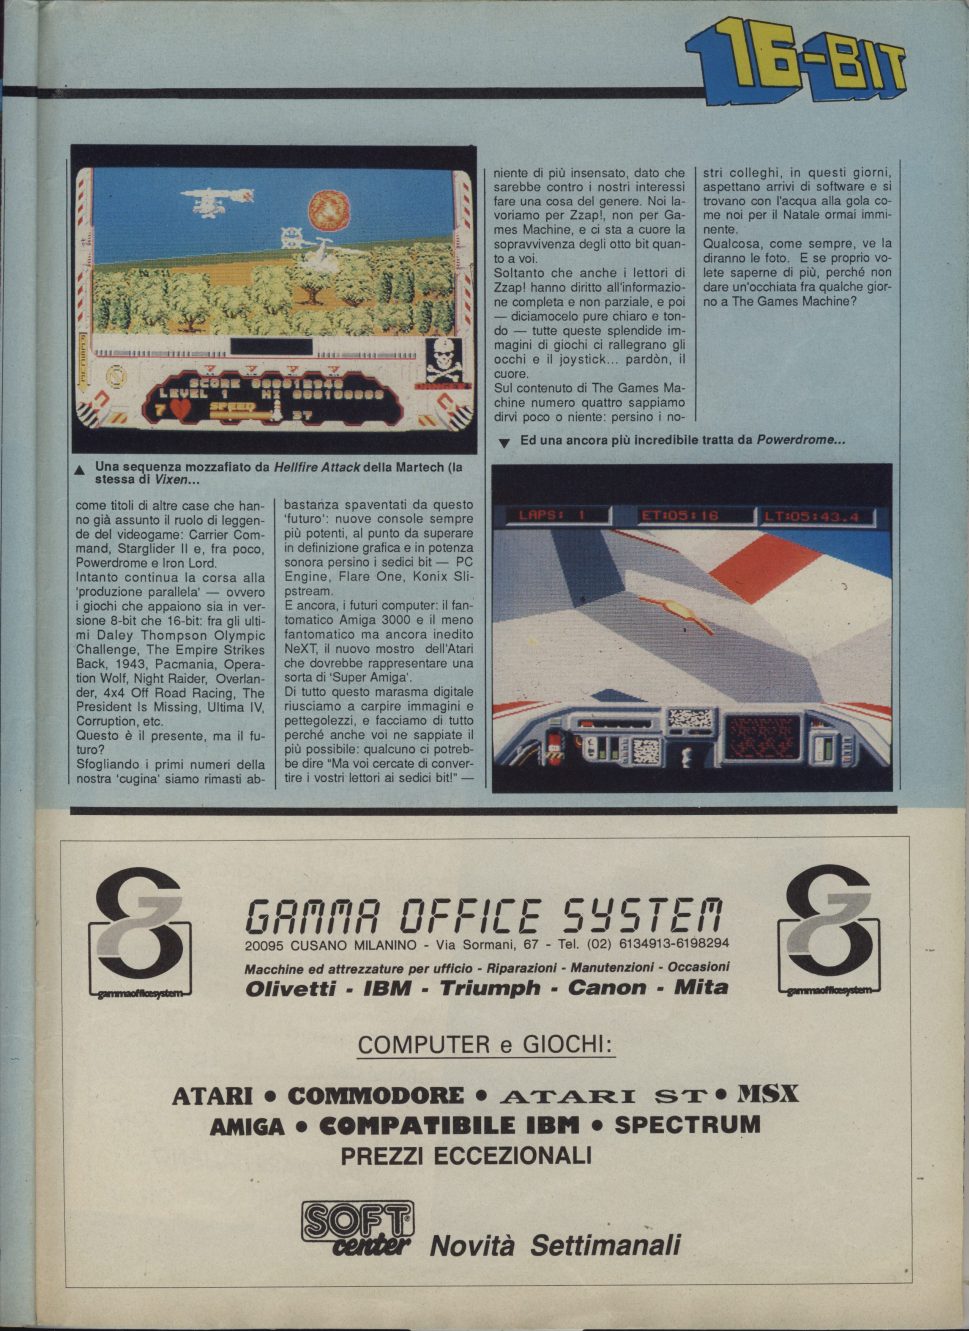 16-BIT
SCORE 000012940
LEVEL 1 HI 000100000
7 SPEED 37
DANGER
▲ Una sequenza mozzafiato da Hellfire Attack della Martech (la
stessa di Vixen...
come titoli di altre case che han-
no già assunto il ruolo di leggen-
de del videogame: Carrier Com-
mand, Starglider II e, fra poco,
Powerdrome e Iron Lord.
Intanto continua la corsa alla
'produzione parallela' — ovvero
i giochi che appaiono sia in ver-
sione 8-bit che 16-bit: fra gli ulti-
mi Daley Thompson Olympic
Challenge, The Empire Strikes
Back, 1943, Pacmania, Opera-
tion Wolf, Night Raider, Overlan-
der, 4x4 Off Road Racing, The
President Is Missing, Ultima IV,
Corruption, etc.
Questo è il presente, ma il fu-
turo?
Sfogliando i primi numeri della
nostra 'cugina' siamo rimasti ab-
bastanza spaventati da questo
'futuro': nuove console sempre
più potenti, al punto da superare
in definizione grafica e in potenza
sonora persino i sedici bit — PC
Engine, Flare One, Konix Sli-
pstream.
E ancora, i futuri computer: il fan-
tomatico Amiga 3000 e il meno
fantomatico ma ancora inedito
NeXT, il nuovo mostro dell'Atari
che dovrebbe rappresentare una
sorta di 'Super Amiga'.
Di tutto questo marasma digitale
riusciamo a carpire immagini e
pettegolezzi, e facciamo di tutto
perché anche voi ne sappiate il
più possibile: qualcuno ci potreb-
be dire "Ma voi cercate di conver-
tire i vostri lettori ai sedici bit!" —
niente di più insensato, dato che
sarebbe contro i nostri interessi
fare una cosa del genere. Noi la-
voriamo per Zzap!, non per Ga-
mes Machine, e ci sta a cuore la
sopravvivenza degli otto bit quan-
to a voi.
Soltanto che anche i lettori di
Zzap! hanno diritto all'informazio-
ne completa e non parziale, e poi
— diciamocelo pure chiaro e ton-
do — tutte queste splendide im-
magini di giochi ci rallegrano gli
occhi e il joystick... pardòn, il
cuore.
Sul contenuto di The Games Ma-
chine numero quattro sappiamo
dirvi poco o niente: persino i no-
stri colleghi, in questi giorni,
aspettano arrivi di software e si
trovano con l'acqua alla gola co-
me noi per il Natale ormai immi-
nente.
Qualcosa, come sempre, ve la
diranno le foto. E se proprio vo-
lete saperne di più, perché non
dare un'occhiata fra qualche gior-
no a The Games Machine?
▼ Ed una ancora più incredibile tratta da Powerdrome...
LAPS: 1 ET:05:16 LT:05:43.4
GAMMA OFFICE SYSTEM
20095 CUSANO MILANINO - Via Sormani, 67 - Tel. (02) 6134913-6198294
Macchine ed attrezzature per ufficio - Riparazioni - Manutenzioni - Occasioni
Olivetti - IBM - Triumph - Canon - Mita
gammaofficesystem
gammaofficesystem
COMPUTER e GIOCHI:
ATARI • COMMODORE • ATARI ST • MSX
AMIGA • COMPATIBILE IBM • SPECTRUM
PREZZI ECCEZIONALI
SOFT
center Novità Settimanali